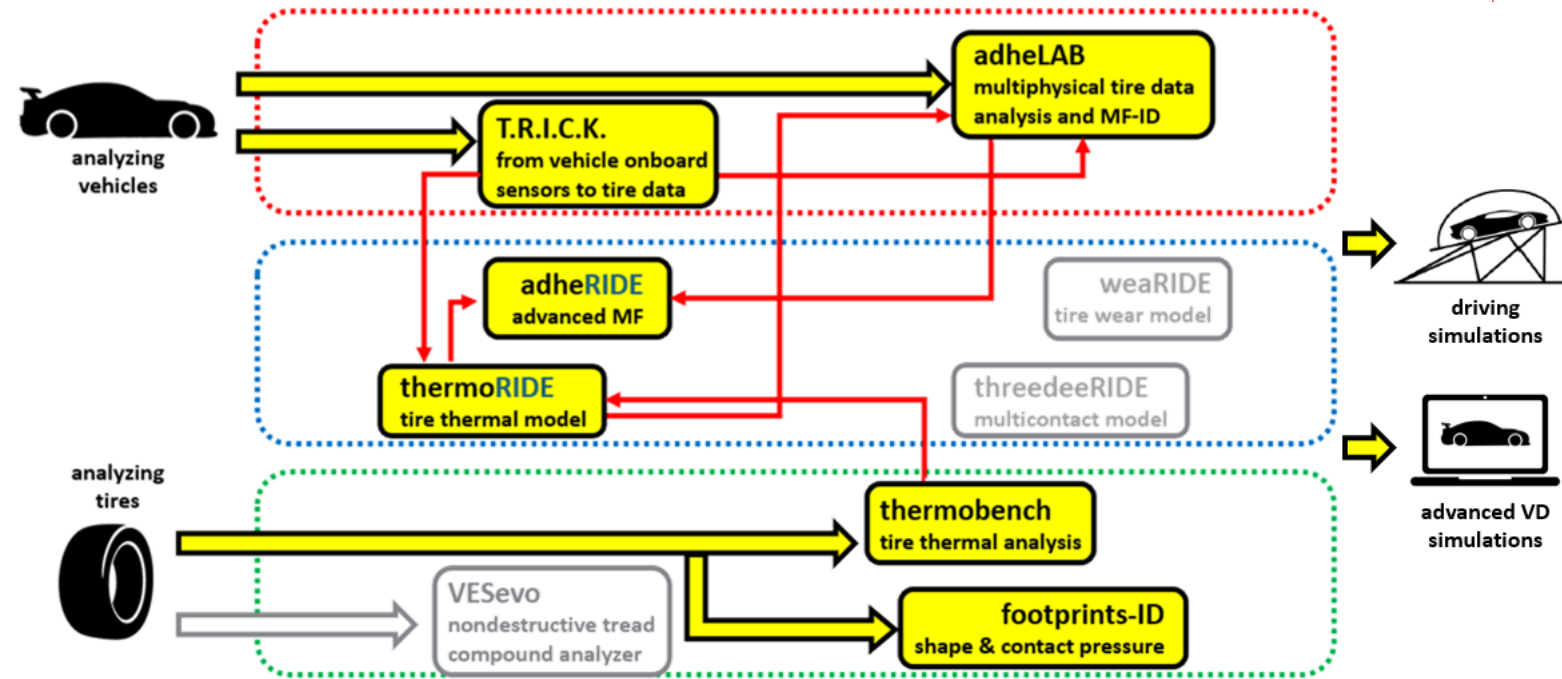 adheLAB
multiphysical tire data
analysis and MF-ID
T.R.I.C.K.
from vehicle onboard
sensors to tire data
analyzing
vehicles
adheRIDE
advanced MF
weaRIDE
tire wear model
thermoRIDE
tire thermal model
threedeeRIDE
multicontact model
driving
simulations
analyzing
tires
thermobench
tire thermal analysis
VESevo
nondestructive tread
compound analyzer
footprints-ID
shape & contact pressure
advanced VD
simulations